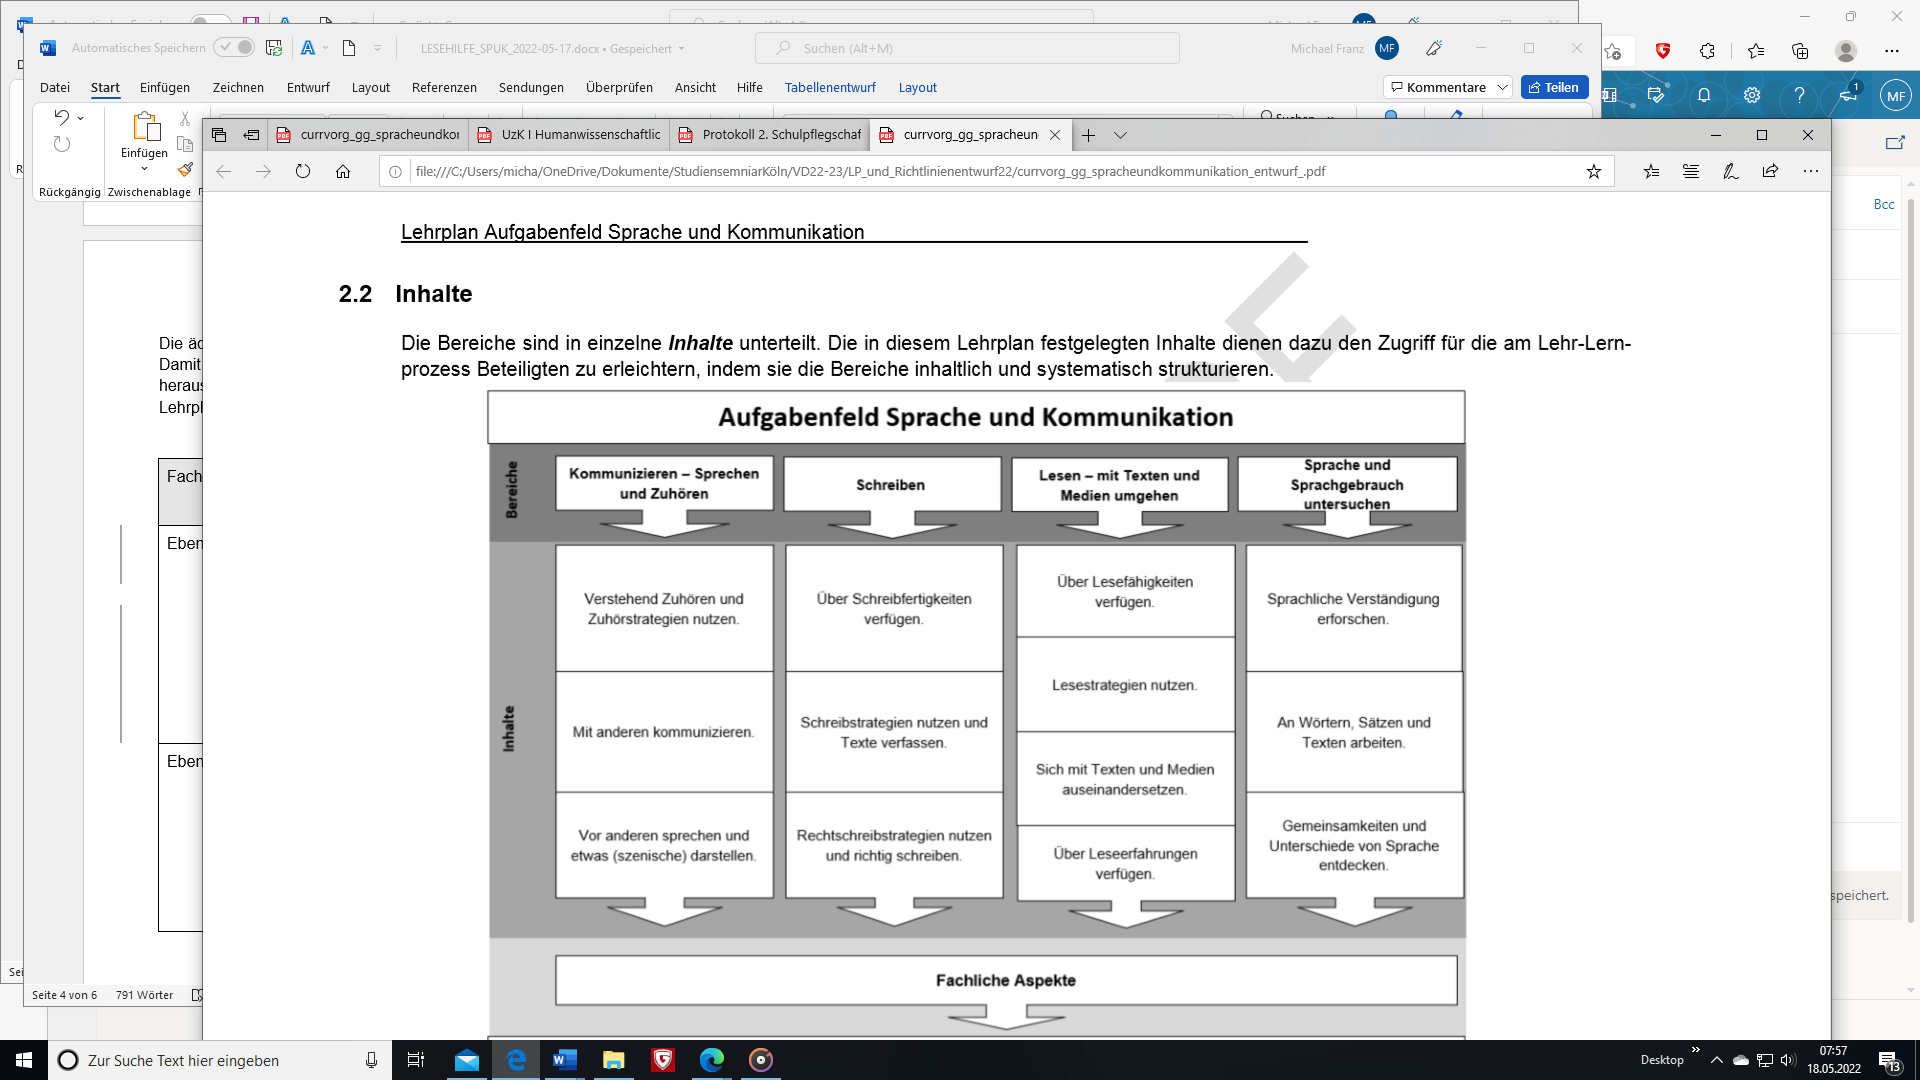 Automatisches Speichern
LESEHILFE_SPUK_2022-05-17.docx • Gespeichert
Suchen (Alt+M)
Michael Franz
MF
Datei
Start
Einfügen
Zeichnen
Entwurf
Layout
Referenzen
Sendungen
Überprüfen
Ansicht
Hilfe
Tabellenentwurf
Layout
Kommentare
Teilen
1
MF
Einfügen
Rückgängig
Zwischenablage
currvorg_gg_spracheundkor
UzK I Humanwissenschaftlic
Protokoll 2. Schulpflegschaf
currvorg_gg_spracheun
file:///C:/Users/micha/OneDrive/Dokumente/StudiensemniarKöln/VD22-23/LP_und_Richtlinienentwurf22/currvorg_gg_spracheundkommunikation_entwurf_.pdf
Bcc
Lehrplan Aufgabenfeld Sprache und Kommunikation
2.2 Inhalte
Die Bereiche sind in einzelne Inhalte unterteilt. Die in diesem Lehrplan festgelegten Inhalte dienen dazu den Zugriff für die am Lehr-Lern-
prozess Beteiligten zu erleichtern, indem sie die Bereiche inhaltlich und systematisch strukturieren.
Die äc
Damit
heraus
Lehrpl
Fach
Eben
Eben
Aufgabenfeld Sprache und Kommunikation
Bereiche
Kommunizieren – Sprechen
und Zuhören
Schreiben
Lesen – mit Texten und
Medien umgehen
Sprache und
Sprachgebrauch
untersuchen
Inhalte
Verstehend Zuhören und
Zuhörstrategien nutzen.
Mit anderen kommunizieren.
Vor anderen sprechen und
etwas (szenische) darstellen.
Über Schreibfertigkeiten
verfügen.
Schreibstrategien nutzen und
Texte verfassen.
Rechtschreibstrategien nutzen
und richtig schreiben.
Über Lesefähigkeiten
verfügen.
Lesestrategien nutzen.
Sich mit Texten und Medien
auseinandersetzen.
Über Leseerfahrungen
verfügen.
Sprachliche Verständigung
erforschen.
An Wörtern, Sätzen und
Texten arbeiten.
Gemeinsamkeiten und
Unterschiede von Sprache
entdecken.
Fachliche Aspekte
speichert.
Sei
Seite 4 von 6
791 Wörter
Zur Suche Text hier eingeben
Desktop
07:57
18.05.2022
13